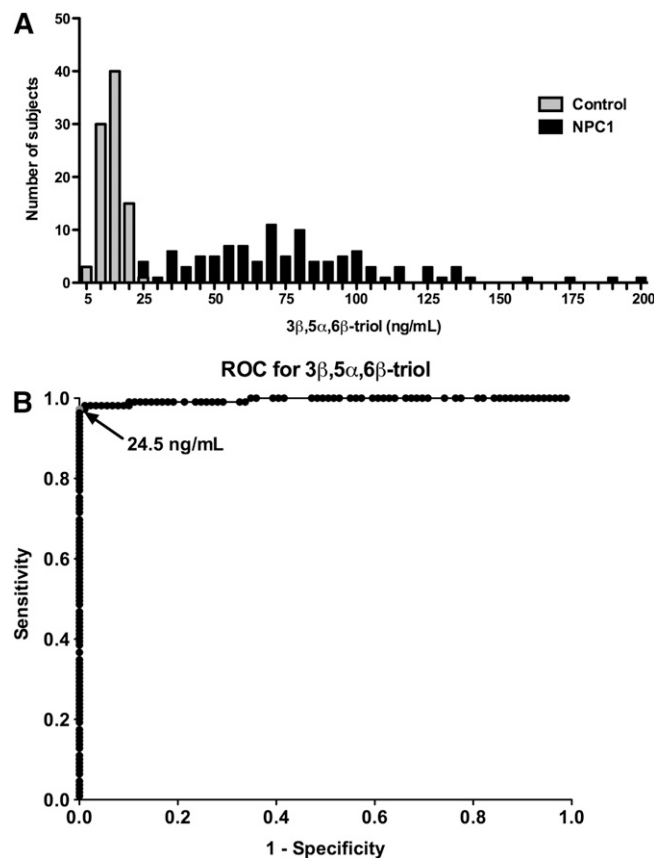 A
50
40
30
20
10
0
Number of subjects
Control
NPC1
5 25 50 75 100 125 150 175 200
3β,5α,6β-triol (ng/mL)
ROC for 3β,5α,6β-triol
B
1.0
0.8
0.6
0.4
0.2
0.0
Sensitivity
24.5 ng/mL
0.0 0.2 0.4 0.6 0.8 1.0
1 - Specificity